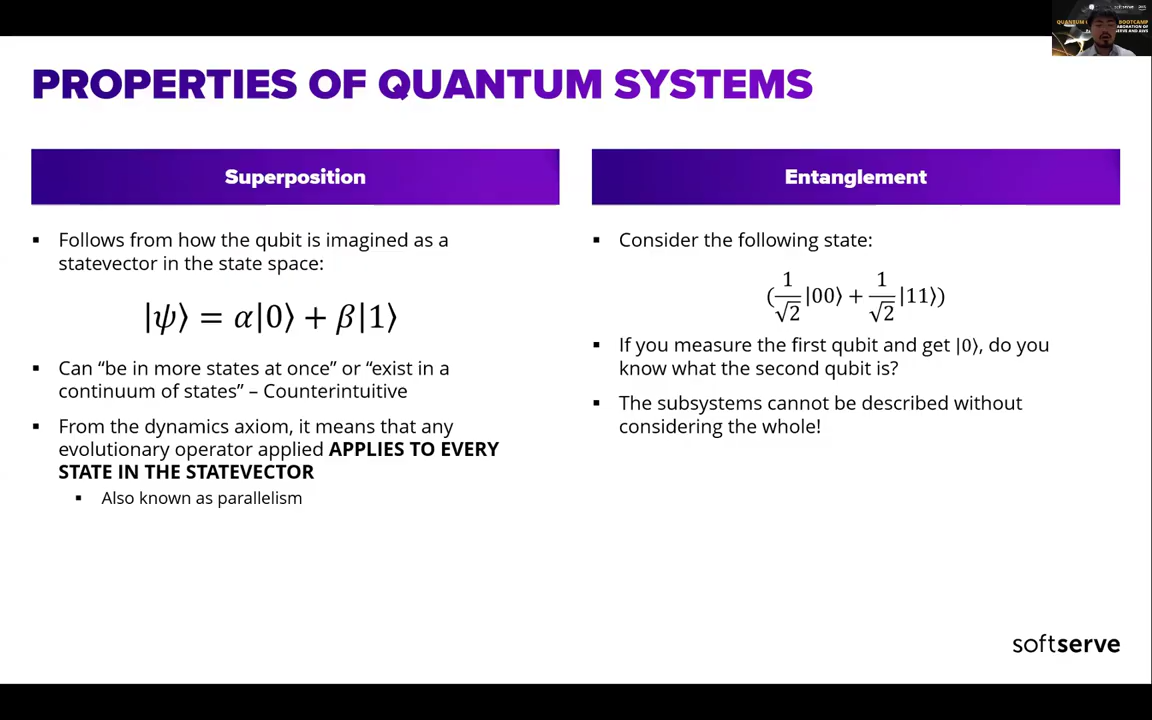 PROPERTIES OF QUANTUM SYSTEMS
Superposition
▪ Follows from how the qubit is imagined as a
statevector in the state space:
|ψ⟩ = α|0⟩ + β|1⟩
▪ Can “be in more states at once” or “exist in a
continuum of states” – Counterintuitive
▪ From the dynamics axiom, it means that any
evolutionary operator applied APPLIES TO EVERY
STATE IN THE STATEVECTOR
▪ Also known as parallelism
Entanglement
▪ Consider the following state:
(1/√2 |00⟩ + 1/√2 |11⟩)
▪ If you measure the first qubit and get |0⟩, do you
know what the second qubit is?
▪ The subsystems cannot be described without
considering the whole!
softserve